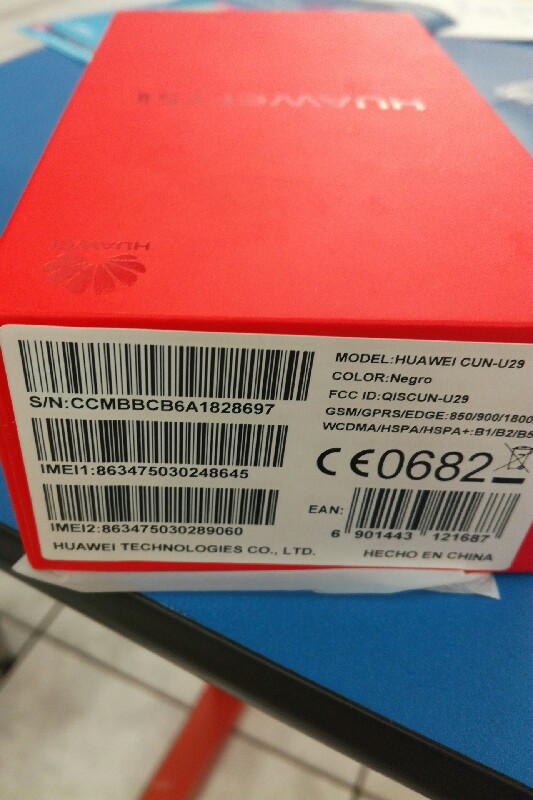 HUAWEI Y5 II
HUAWEI
S/N:CCMBBCB6A1828697
IMEI1:863475030248645
IMEI2:863475030289060
HUAWEI TECHNOLOGIES CO., LTD.
MODEL:HUAWEI CUN-U29
COLOR:Negro
FCC ID:QISCUN-U29
GSM/GPRS/EDGE:850/900/1800
WCDMA/HSPA/HSPA+:B1/B2/B5
CE0682
EAN:
6 901443 121687
HECHO EN CHINA